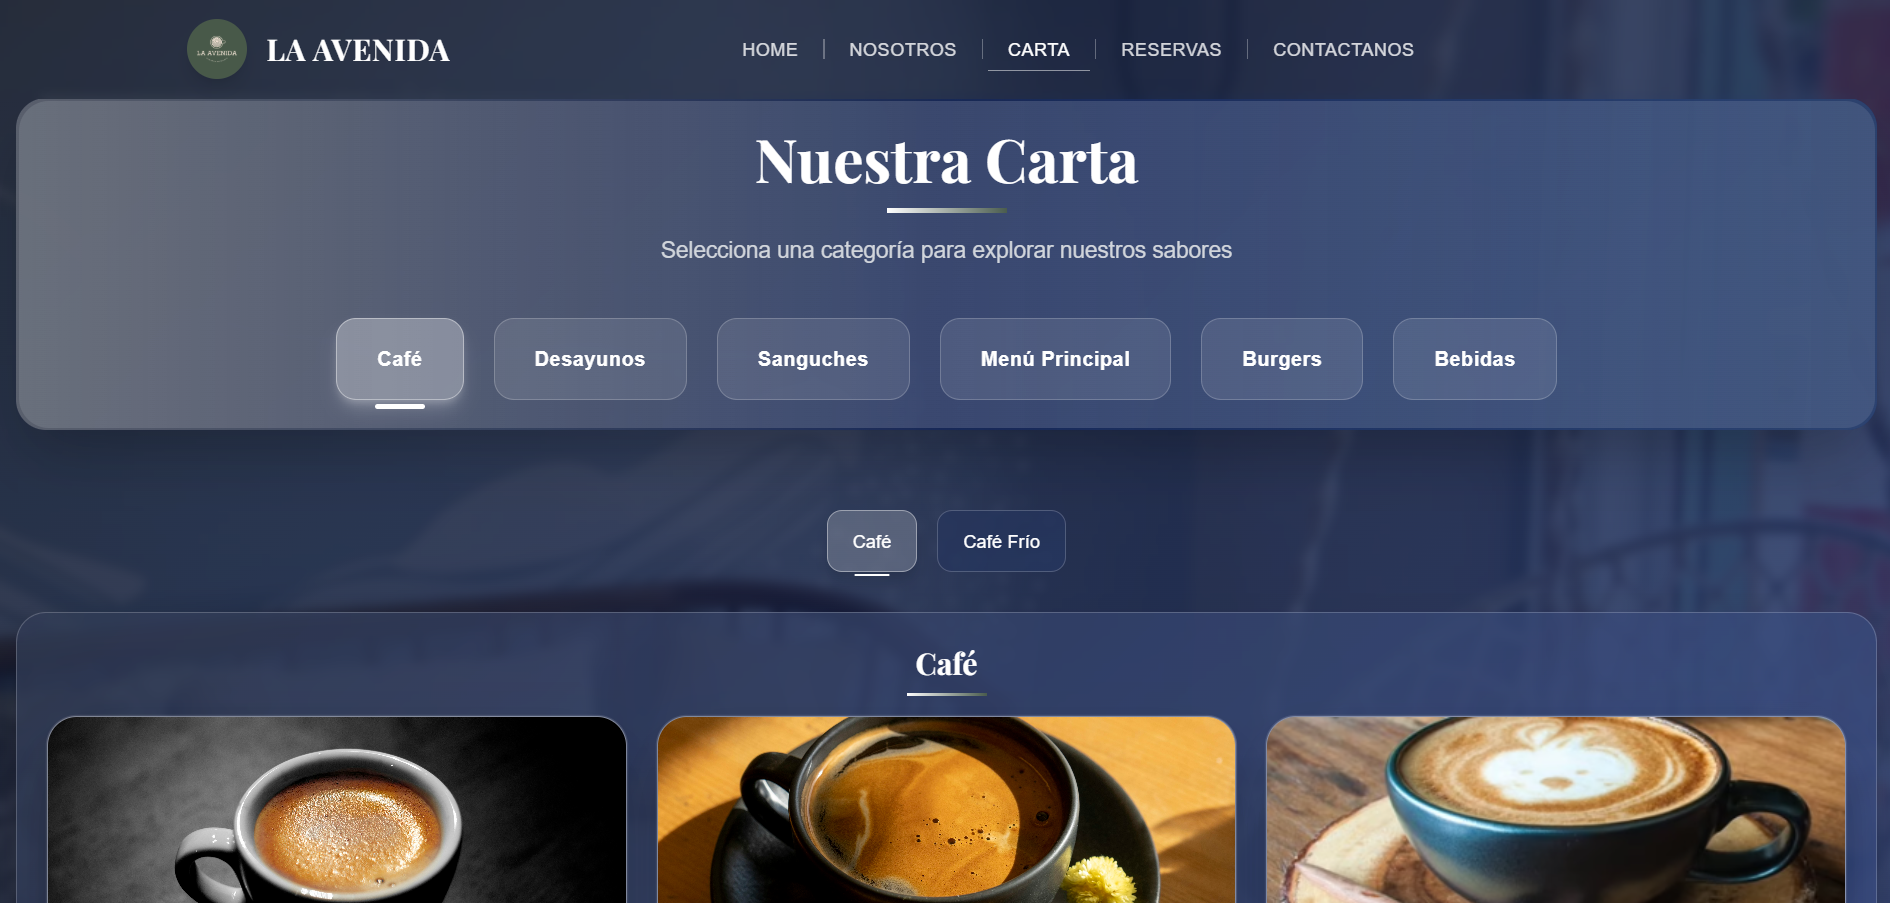 LA AVENIDA
LA AVENIDA
HOME
NOSOTROS
CARTA
RESERVAS
CONTACTANOS
Nuestra Carta
Selecciona una categoría para explorar nuestros sabores
Café
Desayunos
Sanguches
Menú Principal
Burgers
Bebidas
Café
Café Frío
Café